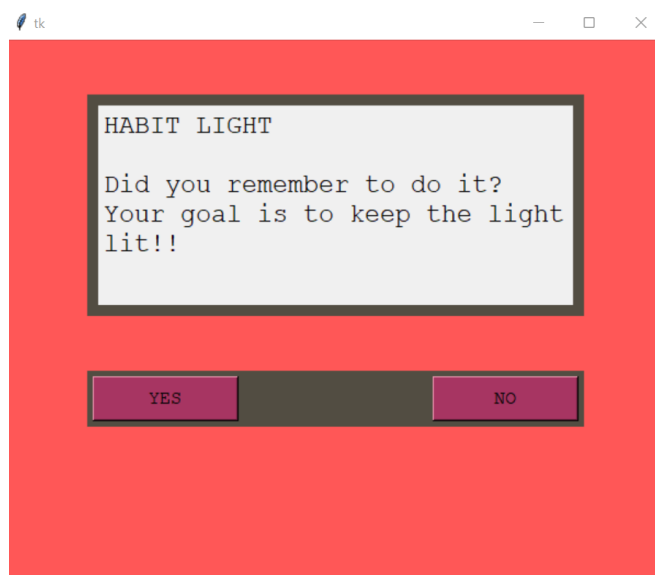 tk
HABIT LIGHT
Did you remember to do it?
Your goal is to keep the light
lit!!
YES
NO